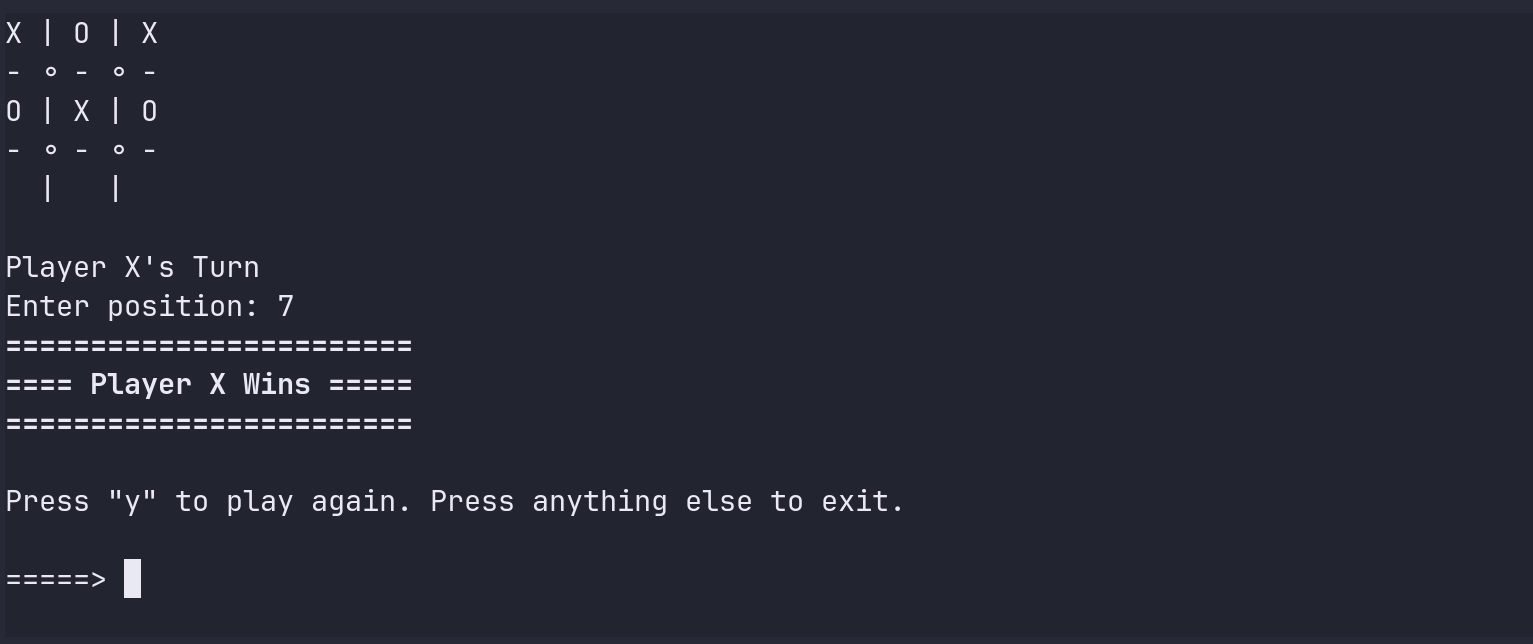 X | O | X
- ∘ - ∘ -
O | X | O
- ∘ - ∘ -
  |   |
Player X's Turn
Enter position: 7
========================
==== Player X Wins =====
========================
Press "y" to play again. Press anything else to exit.
=====>